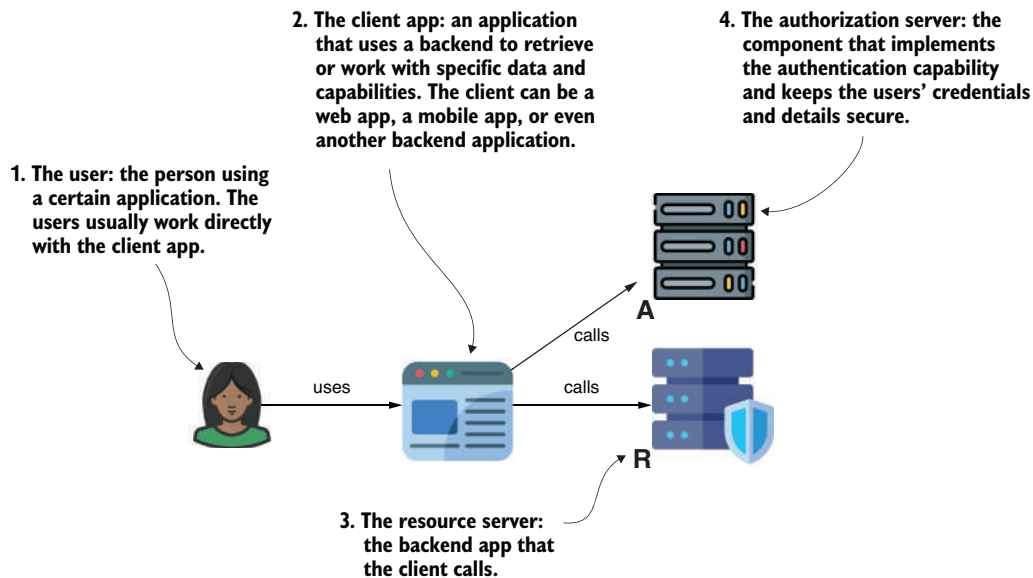 2. The client app: an application
that uses a backend to retrieve
or work with specific data and
capabilities. The client can be a
web app, a mobile app, or even
another backend application.
4. The authorization server: the
component that implements
the authentication capability
and keeps the users’ credentials
and details secure.
1. The user: the person using
a certain application. The
users usually work directly
with the client app.
A
calls
uses
calls
R
3. The resource server:
the backend app that
the client calls.